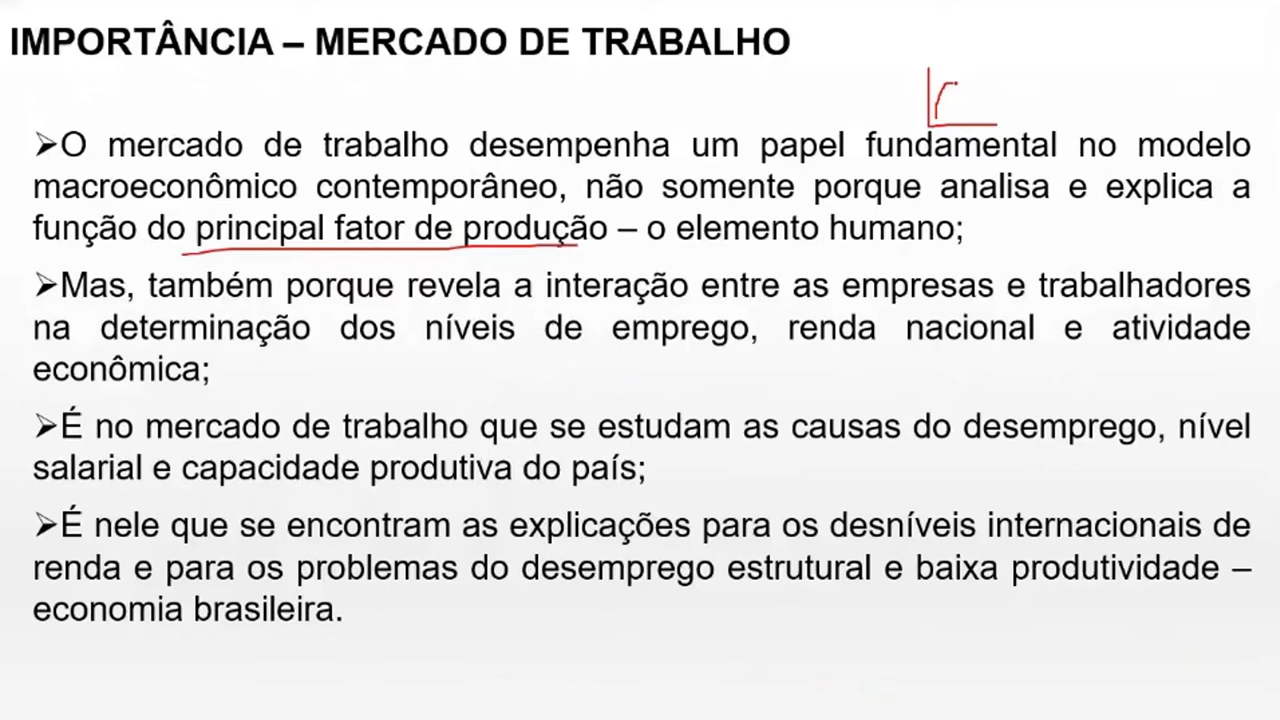 IMPORTÂNCIA – MERCADO DE TRABALHO
➢O mercado de trabalho desempenha um papel fundamental no modelo
macroeconômico contemporâneo, não somente porque analisa e explica a
função do principal fator de produção – o elemento humano;
➢Mas, também porque revela a interação entre as empresas e trabalhadores
na determinação dos níveis de emprego, renda nacional e atividade
econômica;
➢É no mercado de trabalho que se estudam as causas do desemprego, nível
salarial e capacidade produtiva do país;
➢É nele que se encontram as explicações para os desníveis internacionais de
renda e para os problemas do desemprego estrutural e baixa produtividade –
economia brasileira.